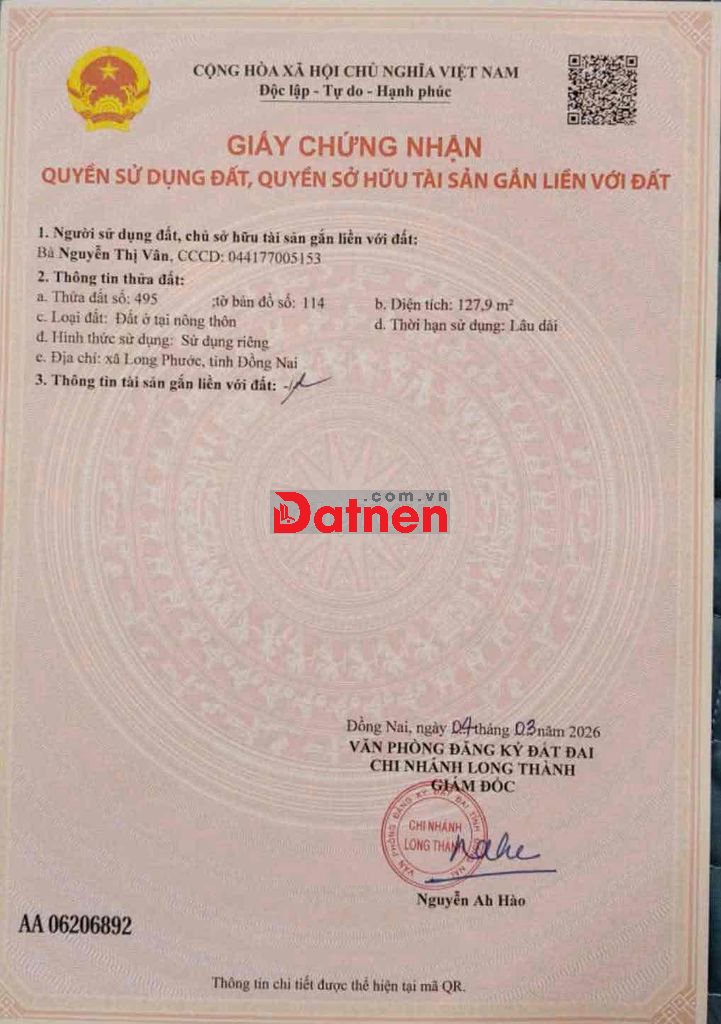 CỘNG HÒA XÃ HỘI CHỦ NGHĨA VIỆT NAM
Độc lập - Tự do - Hạnh phúc
GIẤY CHỨNG NHẬN
QUYỀN SỬ DỤNG ĐẤT, QUYỀN SỞ HỮU TÀI SẢN GẮN LIỀN VỚI ĐẤT
1. Người sử dụng đất, chủ sở hữu tài sản gắn liền với đất:
Bà Nguyễn Thị Vân, CCCD: 044177005153
2. Thông tin thửa đất:
a. Thửa đất số: 495 ;tờ bản đồ số: 114 b. Diện tích: 127,9 m²
c. Loại đất: Đất ở tại nông thôn d. Thời hạn sử dụng: Lâu dài
đ. Hình thức sử dụng: Sử dụng riêng
e. Địa chỉ: xã Long Phước, tỉnh Đồng Nai
3. Thông tin tài sản gắn liền với đất: -/-
.com.vn
Datnen
Đồng Nai, ngày 04 tháng 03 năm 2026
VĂN PHÒNG ĐĂNG KÝ ĐẤT ĐAI
CHI NHÁNH LONG THÀNH
GIÁM ĐỐC
VĂN PHÒNG ĐĂNG KÝ ĐẤT ĐAI TỈNH
CHI NHÁNH
LONG THÀNH
Nguyễn Ah Hào
AA 06206892
Thông tin chi tiết được thể hiện tại mã QR.